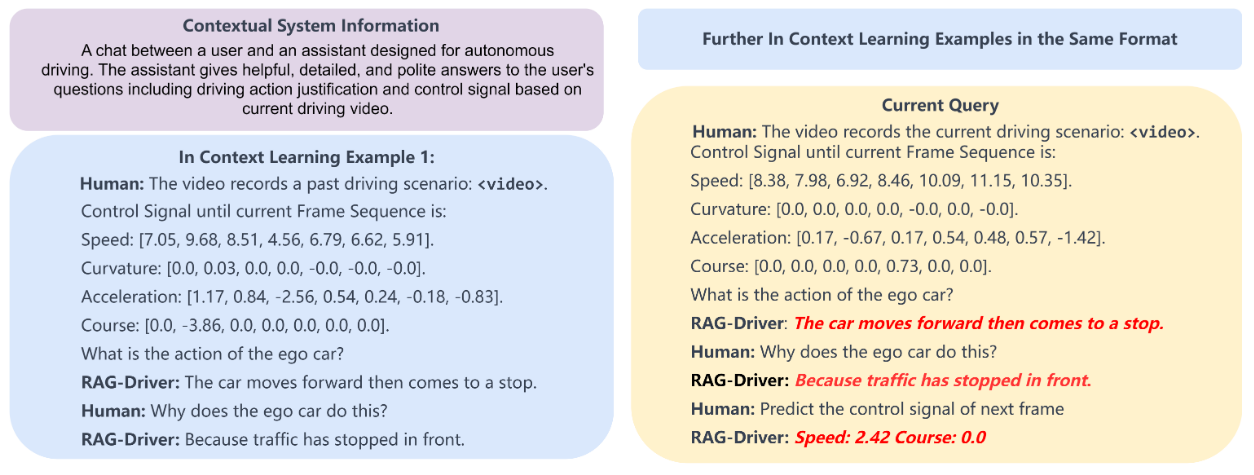 Contextual System Information
A chat between a user and an assistant designed for autonomous
driving. The assistant gives helpful, detailed, and polite answers to the user's
questions including driving action justification and control signal based on
current driving video.
In Context Learning Example 1:
Human: The video records a past driving scenario: <video>.
Control Signal until current Frame Sequence is:
Speed: [7.05, 9.68, 8.51, 4.56, 6.79, 6.62, 5.91].
Curvature: [0.0, 0.03, 0.0, 0.0, -0.0, -0.0, -0.0].
Acceleration: [1.17, 0.84, -2.56, 0.54, 0.24, -0.18, -0.83].
Course: [0.0, -3.86, 0.0, 0.0, 0.0, 0.0, 0.0].
What is the action of the ego car?
RAG-Driver: The car moves forward then comes to a stop.
Human: Why does the ego car do this?
RAG-Driver: Because traffic has stopped in front.
Further In Context Learning Examples in the Same Format
Current Query
Human: The video records the current driving scenario: <video>.
Control Signal until current Frame Sequence is:
Speed: [8.38, 7.98, 6.92, 8.46, 10.09, 11.15, 10.35].
Curvature: [0.0, 0.0, 0.0, 0.0, -0.0, 0.0, -0.0].
Acceleration: [0.17, -0.67, 0.17, 0.54, 0.48, 0.57, -1.42].
Course: [0.0, 0.0, 0.0, 0.0, 0.73, 0.0, 0.0].
What is the action of the ego car?
RAG-Driver: The car moves forward then comes to a stop.
Human: Why does the ego car do this?
RAG-Driver: Because traffic has stopped in front.
Human: Predict the control signal of next frame
RAG-Driver: Speed: 2.42 Course: 0.0